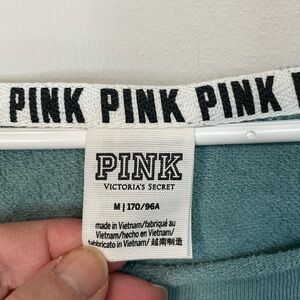 PINK PINK PINK
PINK
VICTORIA'S SECRET
M | 170/96A
made in Vietnam/fabriqué au
Vietnam/hecho en Vietnam/
fabbricato in Vietnam/ 越南制造